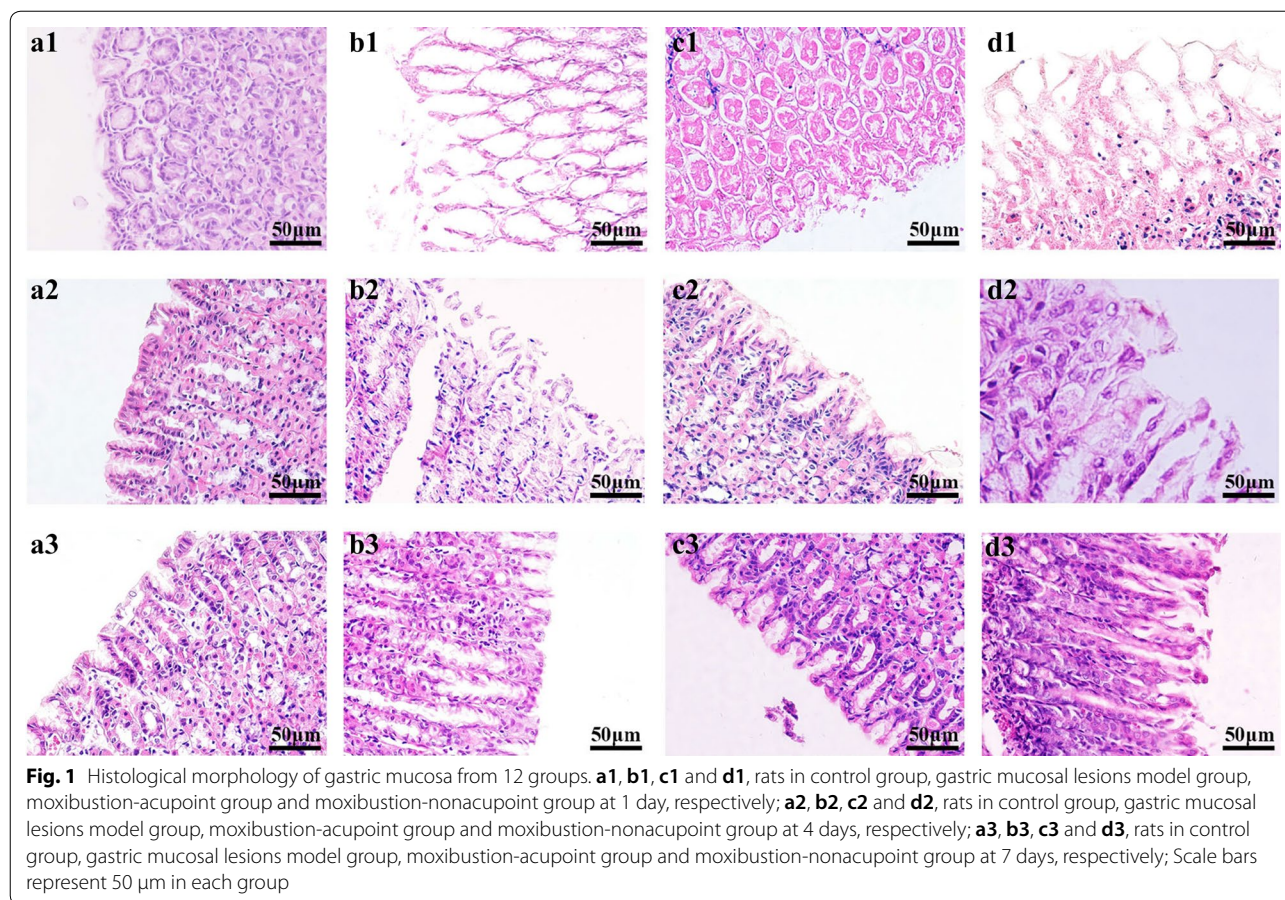 a1 b1 c1 d1
50µm 50µm 50µm 50µm
a2 b2 c2 d2
50µm 50µm 50µm 50µm
a3 b3 c3 d3
50µm 50µm 50µm 50µm
Fig. 1 Histological morphology of gastric mucosa from 12 groups. a1, b1, c1 and d1, rats in control group, gastric mucosal lesions model group,
moxibustion-acupoint group and moxibustion-nonacupoint group at 1 day, respectively; a2, b2, c2 and d2, rats in control group, gastric mucosal
lesions model group, moxibustion-acupoint group and moxibustion-nonacupoint group at 4 days, respectively; a3, b3, c3 and d3, rats in control
group, gastric mucosal lesions model group, moxibustion-acupoint group and moxibustion-nonacupoint group at 7 days, respectively; Scale bars
represent 50 µm in each group